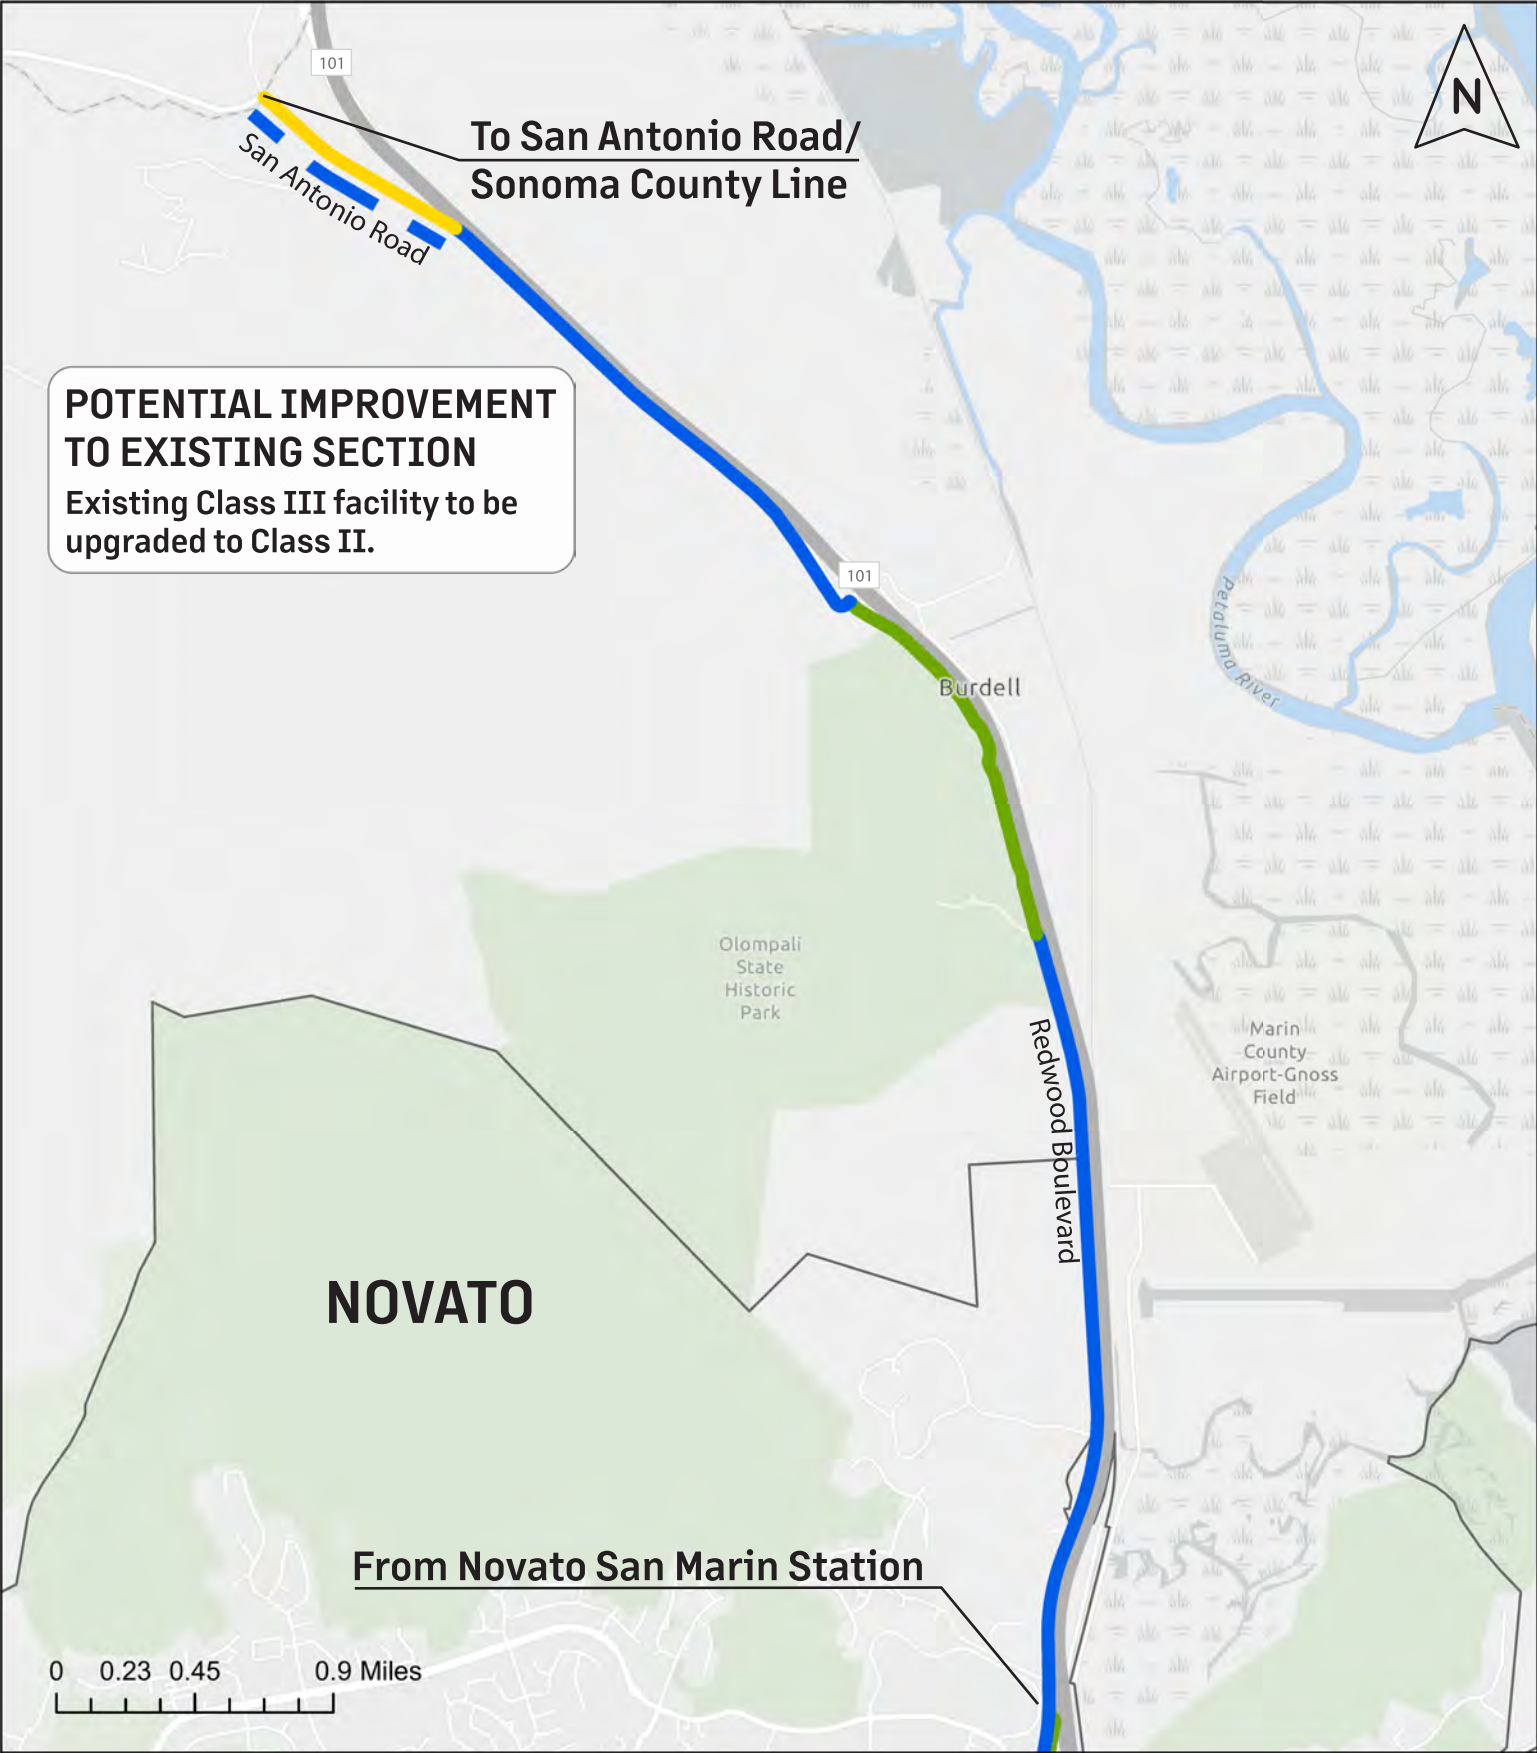 101
N
To San Antonio Road/
Sonoma County Line
San Antonio Road
POTENTIAL IMPROVEMENT
TO EXISTING SECTION
Existing Class III facility to be
upgraded to Class II.
101
Petaluma River
Burdell
Olompali
State
Historic
Park
Redwood Boulevard
Marin
County
Airport-Gnoss
Field
NOVATO
From Novato San Marin Station
0 0.23 0.45 0.9 Miles